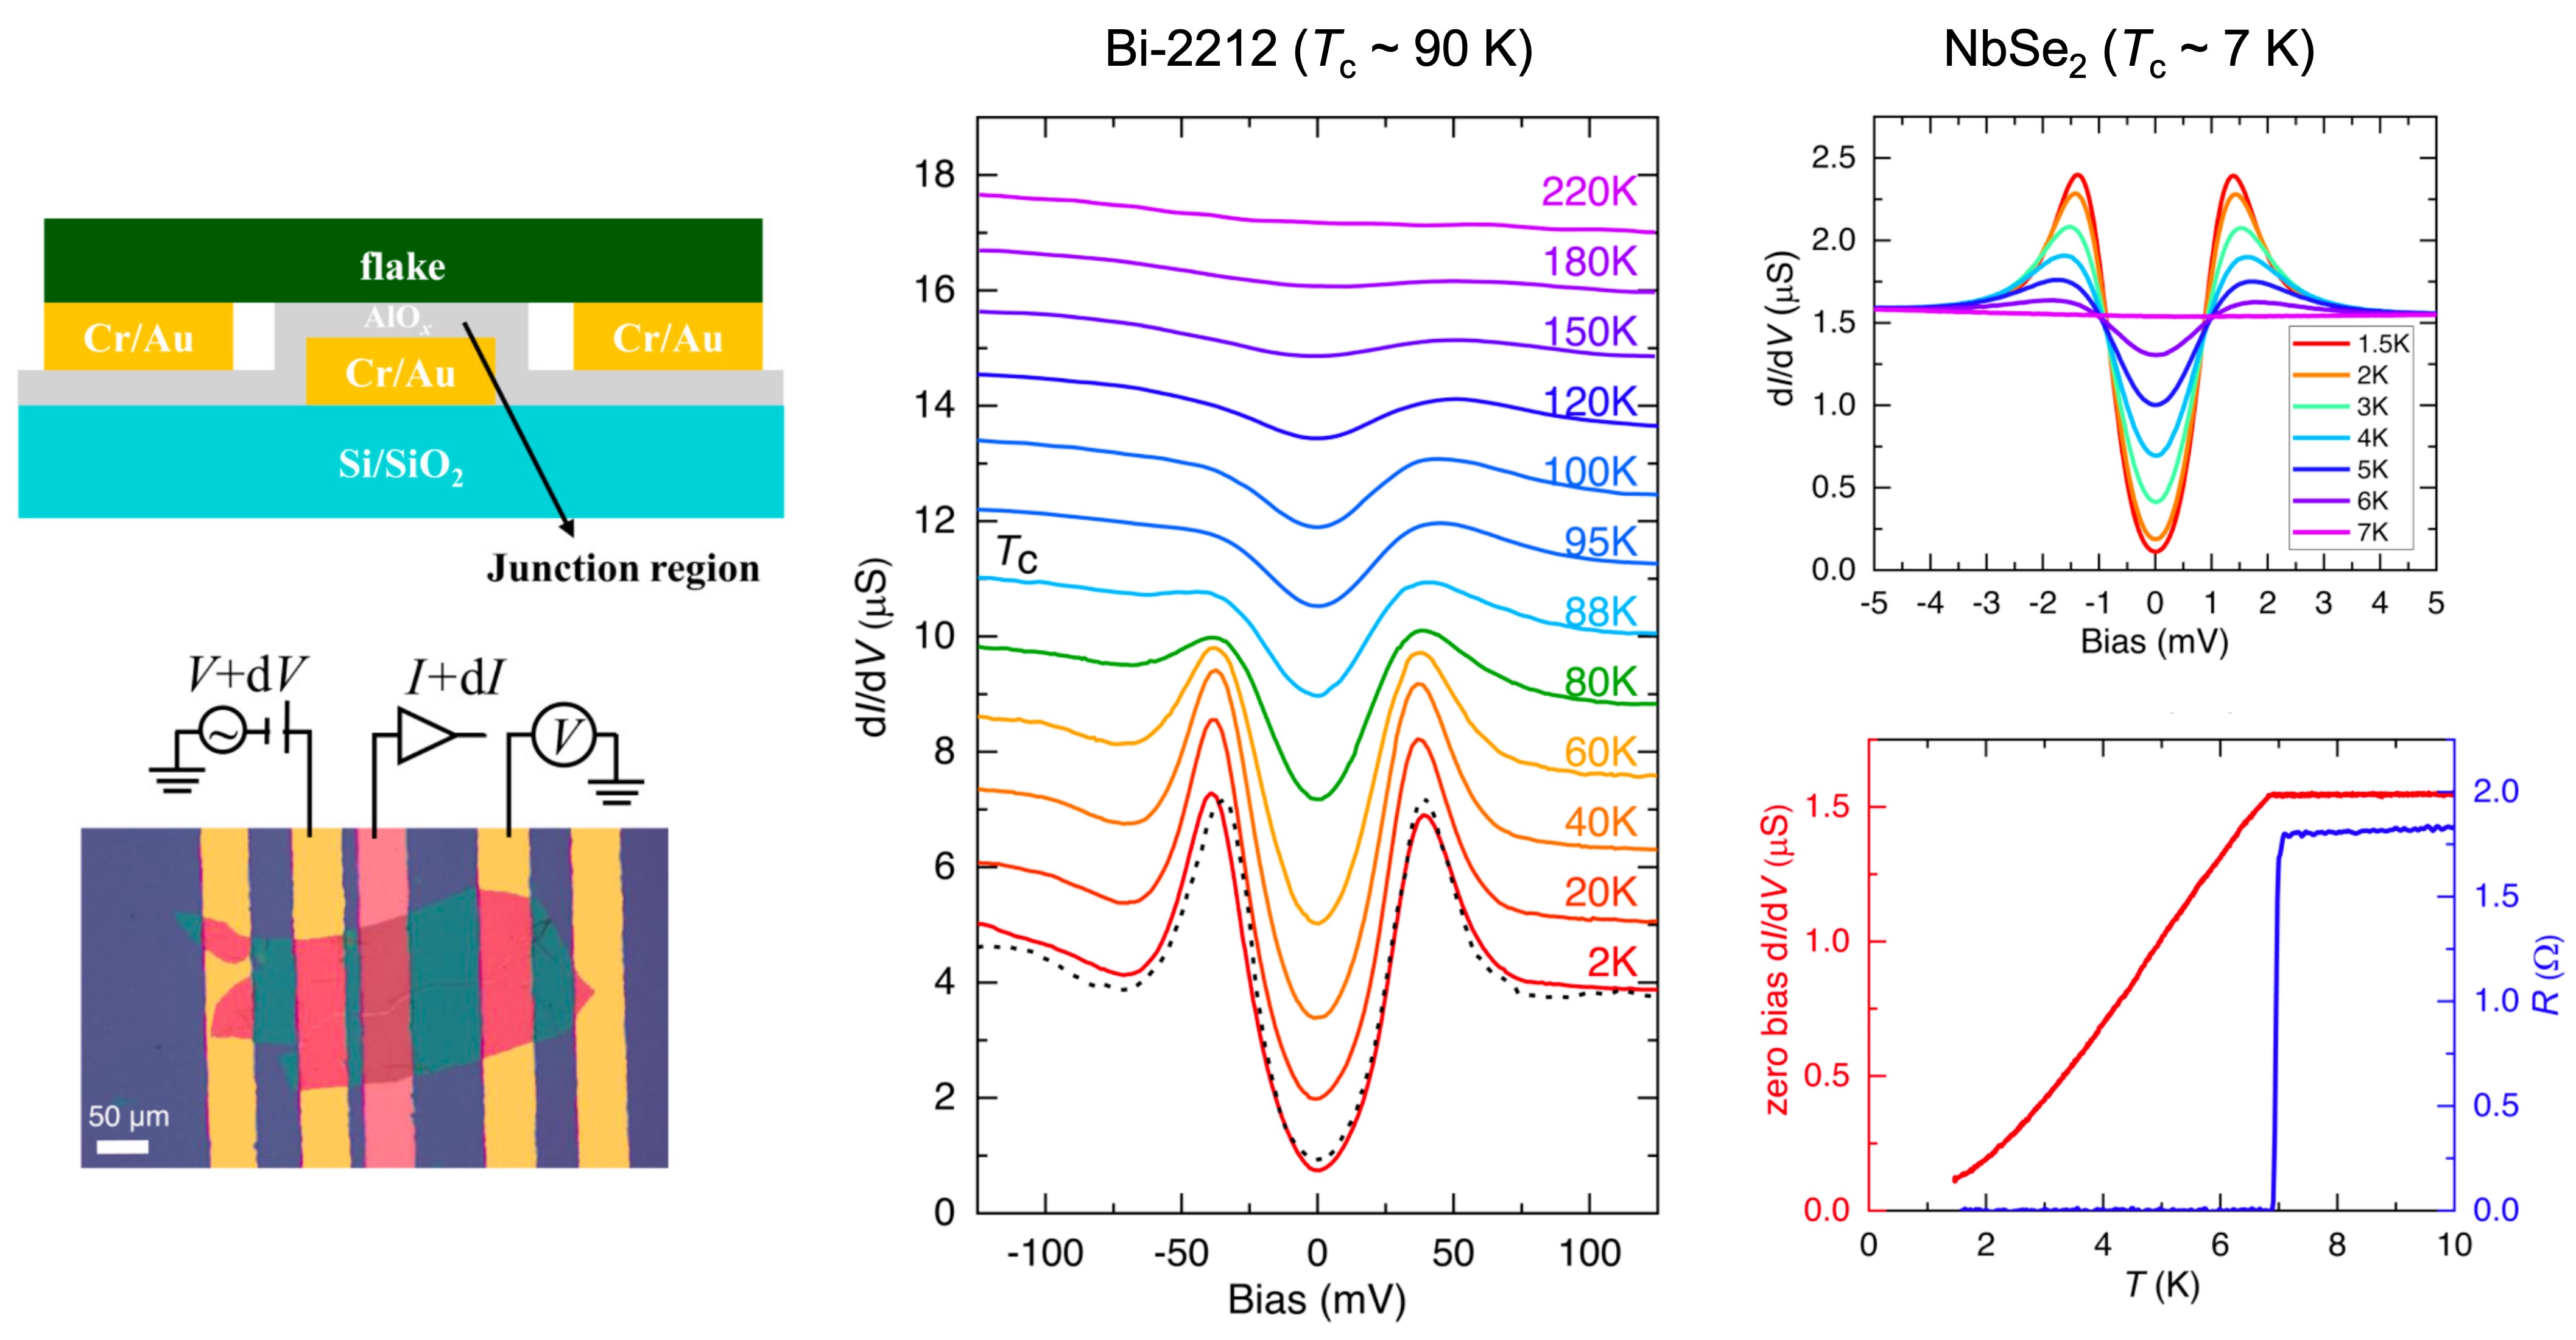 flake
AlOₓ
Cr/Au
Cr/Au
Cr/Au
Si/SiO₂
Junction region
V+dV
I+dI
~
V
50 μm
Bi-2212 (Tc ~ 90 K)
dI/dV (μS)
18
16
14
12
10
8
6
4
2
0
220K
180K
150K
120K
100K
95K
Tc
88K
80K
60K
40K
20K
2K
-100 -50 0 50 100
Bias (mV)
NbSe₂ (Tc ~ 7 K)
dI/dV (μS)
2.5
2.0
1.5
1.0
0.5
0.0
1.5K
2K
3K
4K
5K
6K
7K
-5 -4 -3 -2 -1 0 1 2 3 4 5
Bias (mV)
zero bias dI/dV (μS)
1.5
1.0
0.5
0.0
2.0
1.5
1.0
0.5
0.0
R (Ω)
0 2 4 6 8 10
T (K)